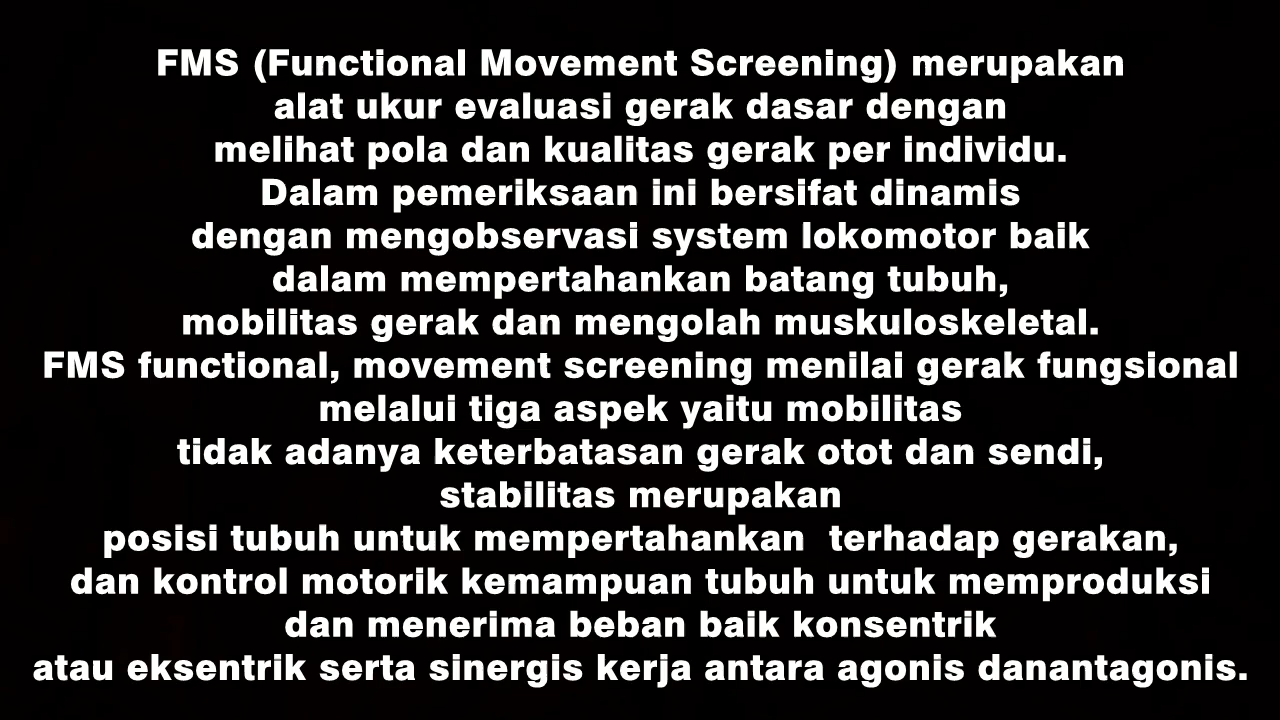 FMS (Functional Movement Screening) merupakan
alat ukur evaluasi gerak dasar dengan
melihat pola dan kualitas gerak per individu.
Dalam pemeriksaan ini bersifat dinamis
dengan mengobservasi system lokomotor baik
dalam mempertahankan batang tubuh,
mobilitas gerak dan mengolah muskuloskeletal.
FMS functional, movement screening menilai gerak fungsional
melalui tiga aspek yaitu mobilitas
tidak adanya keterbatasan gerak otot dan sendi,
stabilitas merupakan
posisi tubuh untuk mempertahankan  terhadap gerakan,
dan kontrol motorik kemampuan tubuh untuk memproduksi
dan menerima beban baik konsentrik
atau eksentrik serta sinergis kerja antara agonis danantagonis.